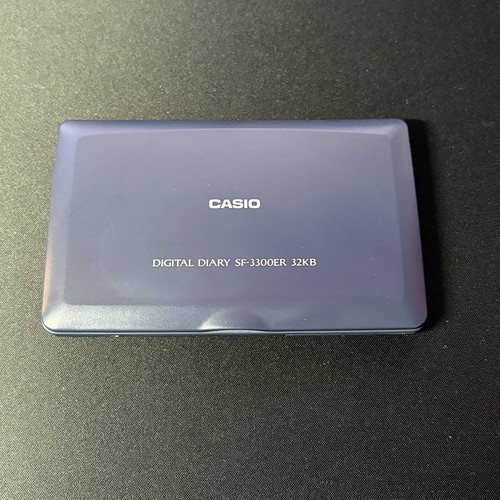 CASIO
DIGITAL DIARY SF-3300ER 32KB